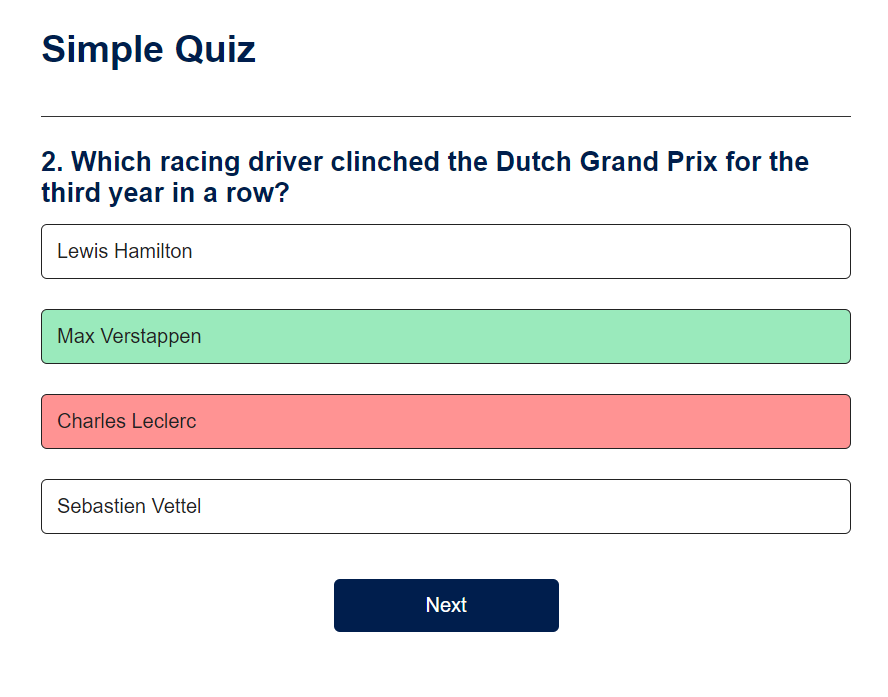 Simple Quiz
2. Which racing driver clinched the Dutch Grand Prix for the
third year in a row?
Lewis Hamilton
Max Verstappen
Charles Leclerc
Sebastien Vettel
Next